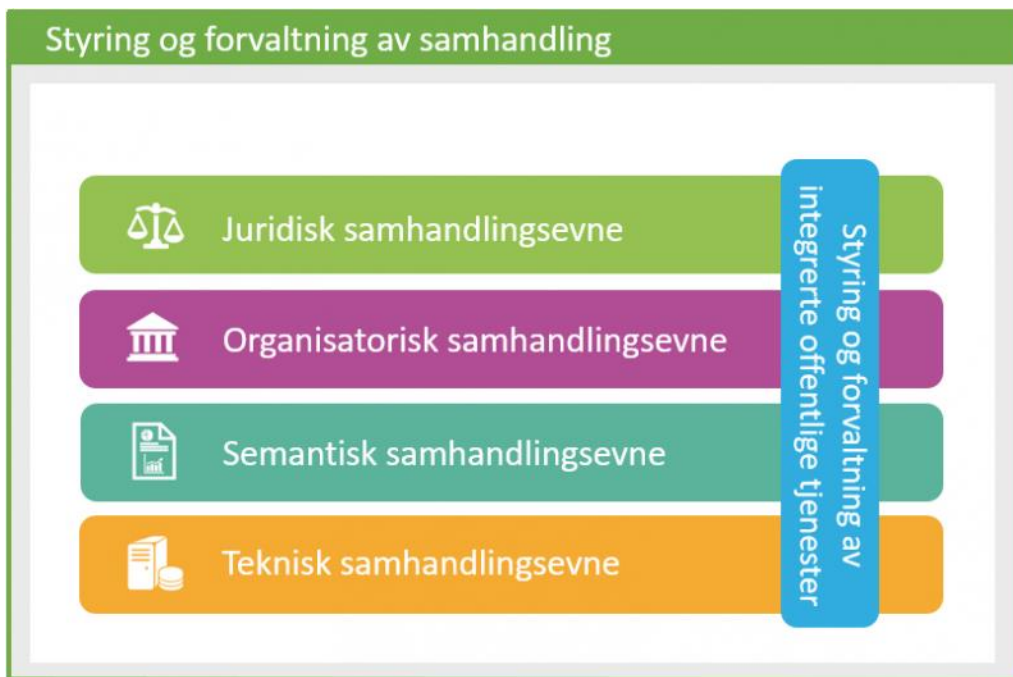 Styring og forvaltning av samhandling
Juridisk samhandlingsevne
Organisatorisk samhandlingsevne
Semantisk samhandlingsevne
Teknisk samhandlingsevne
Styring og forvaltning av
integrerte offentlige tjenester